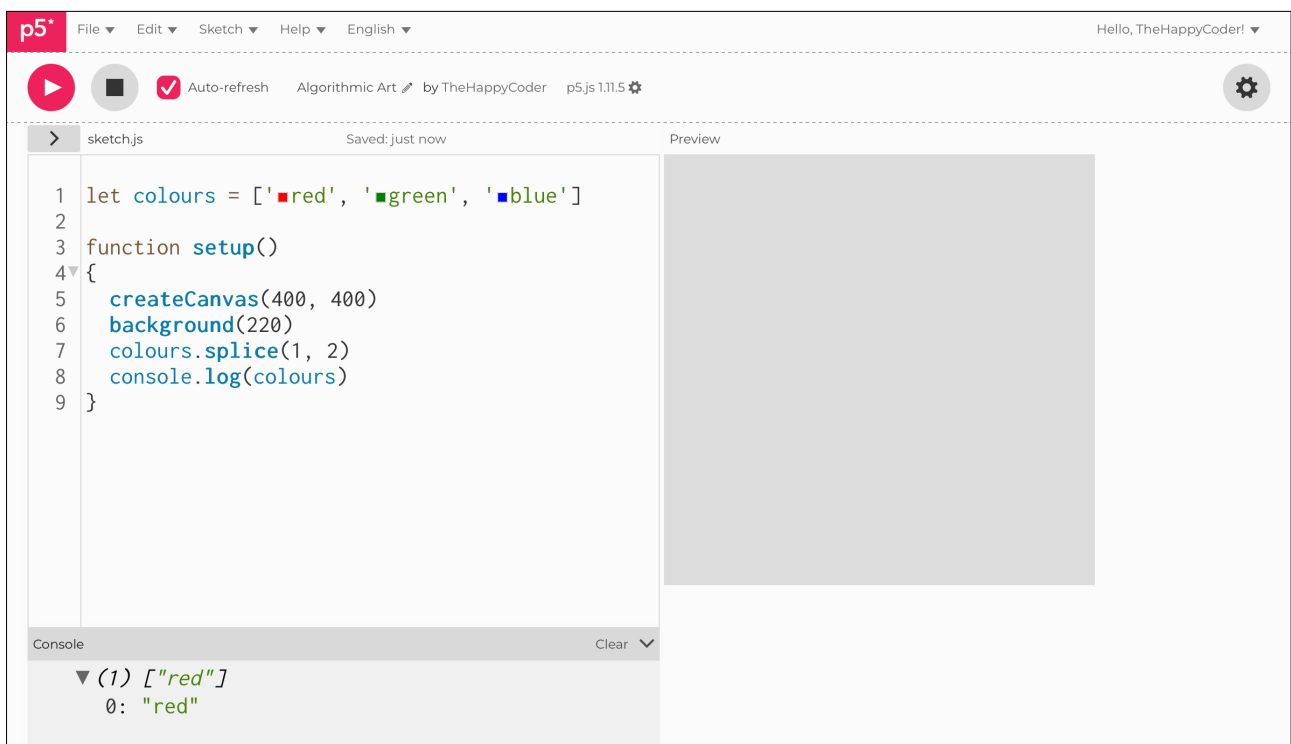 p5* File Edit Sketch Help English Hello, TheHappyCoder!
Auto-refresh Algorithmic Art by TheHappyCoder p5.js 1.11.5
sketch.js Saved: just now Preview
1 let colours = ['red', 'green', 'blue']
2
3 function setup()
4 {
5 createCanvas(400, 400)
6 background(220)
7 colours.splice(1, 2)
8 console.log(colours)
9 }
Console Clear
(1) ["red"]
0: "red"